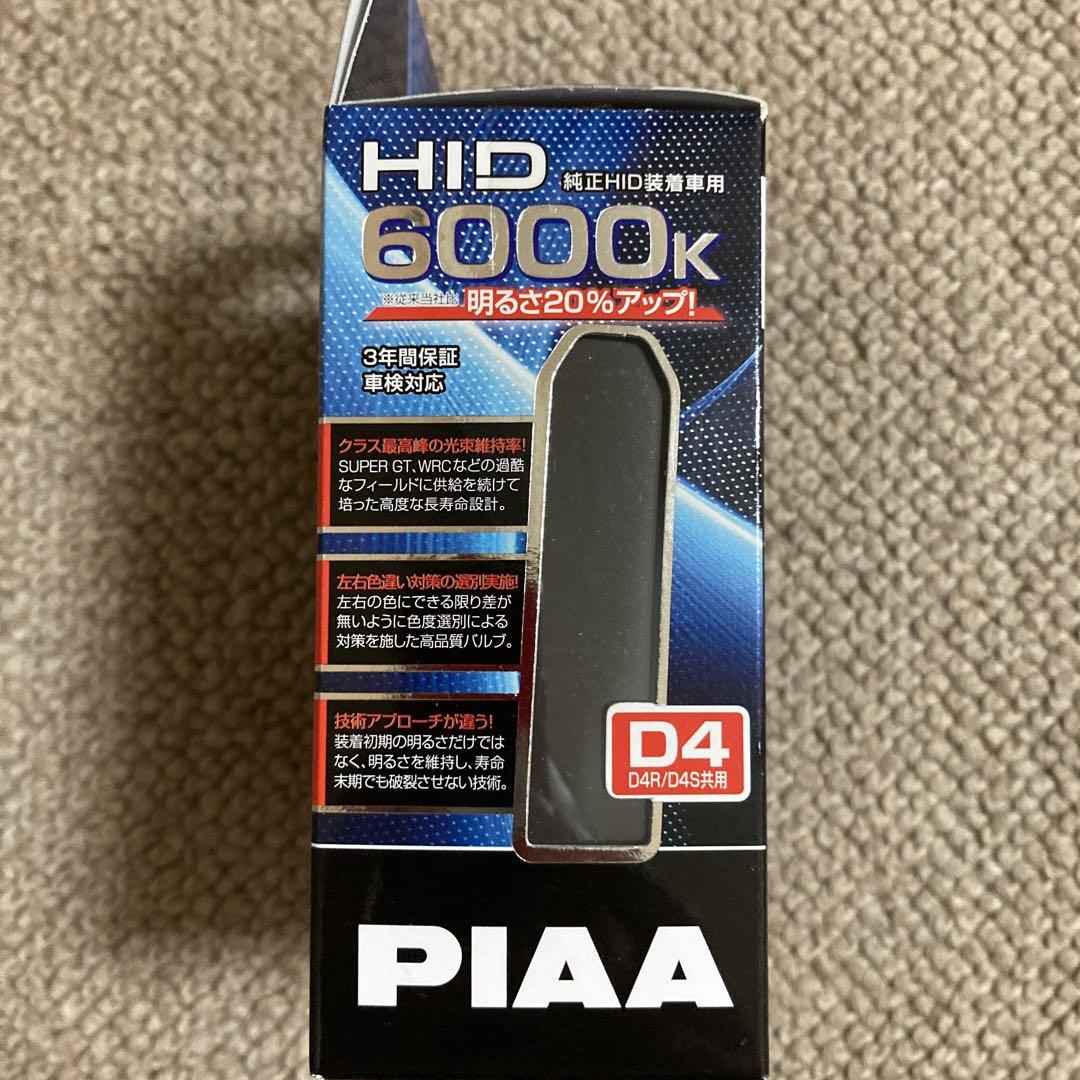 HID 純正HID装着車用
6000K
※従来当社比 明るさ20%アップ!
3年間保証
車検対応
クラス最高峰の光束維持率!
SUPER GT、WRCなどの過酷
なフィールドに供給を続けて
培った高度な長寿命設計。
左右色違い対策の選別実施!
左右の色にできる限り差が
無いように色度選別による
対策を施した高品質バルブ。
技術アプローチが違う!
装着初期の明るさだけでは
なく、明るさを維持し、寿命
末期でも破裂させない技術。
D4
D4R/D4S共用
PIAA